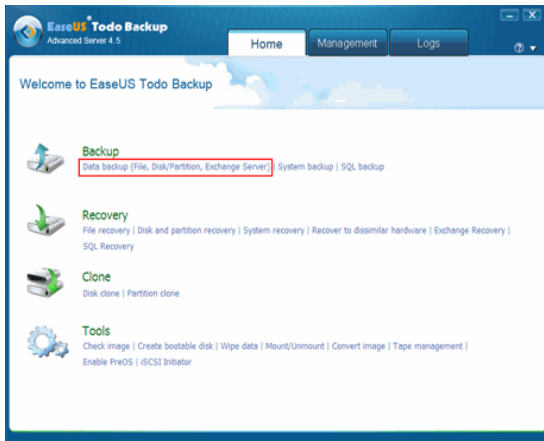 EaseUS® Todo Backup
Advanced Server 4.5
Home
Management
Logs
Welcome to EaseUS Todo Backup
Backup
Data backup (File, Disk/Partition, Exchange Server) | System backup | SQL backup
Recovery
File recovery | Disk and partition recovery | System recovery | Recover to dissimilar hardware | Exchange Recovery |
SQL Recovery
Clone
Disk clone | Partition clone
Tools
Check image | Create bootable disk | Wipe data | Mount/Unmount | Convert image | Tape management |
Enable PreOS | iSCSI Initiator